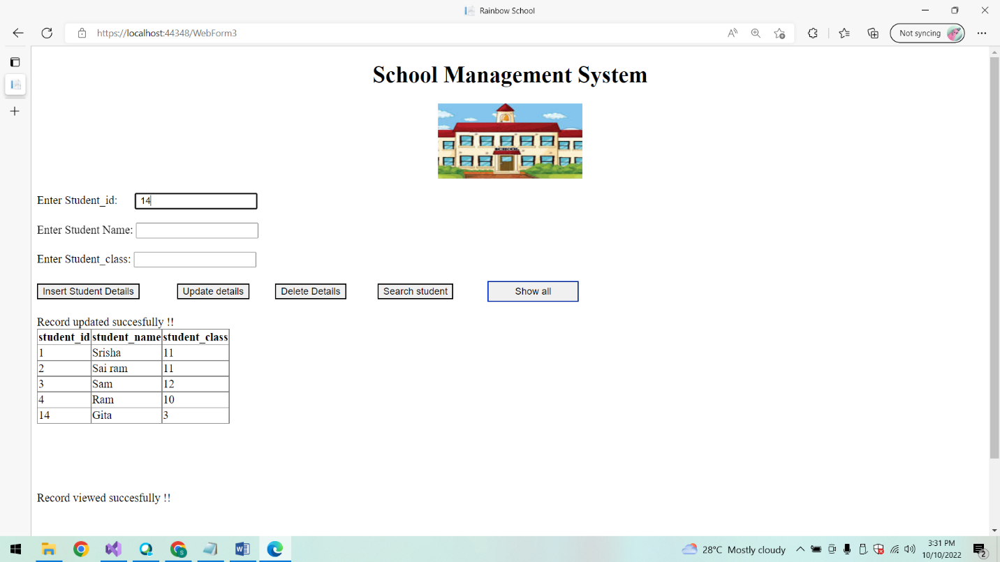 Rainbow School
https://localhost:44348/WebForm3
Not syncing
School Management System
SCHOOL
Enter Student_id: 14
Enter Student Name:
Enter Student_class:
Insert Student Details Update details Delete Details Search student Show all
Record updated succesfully !!
student_id student_name student_class
1 Srisha 11
2 Sai ram 11
3 Sam 12
4 Ram 10
14 Gita 3
Record viewed succesfully !!
28°C Mostly cloudy
3:31 PM
10/10/2022
2